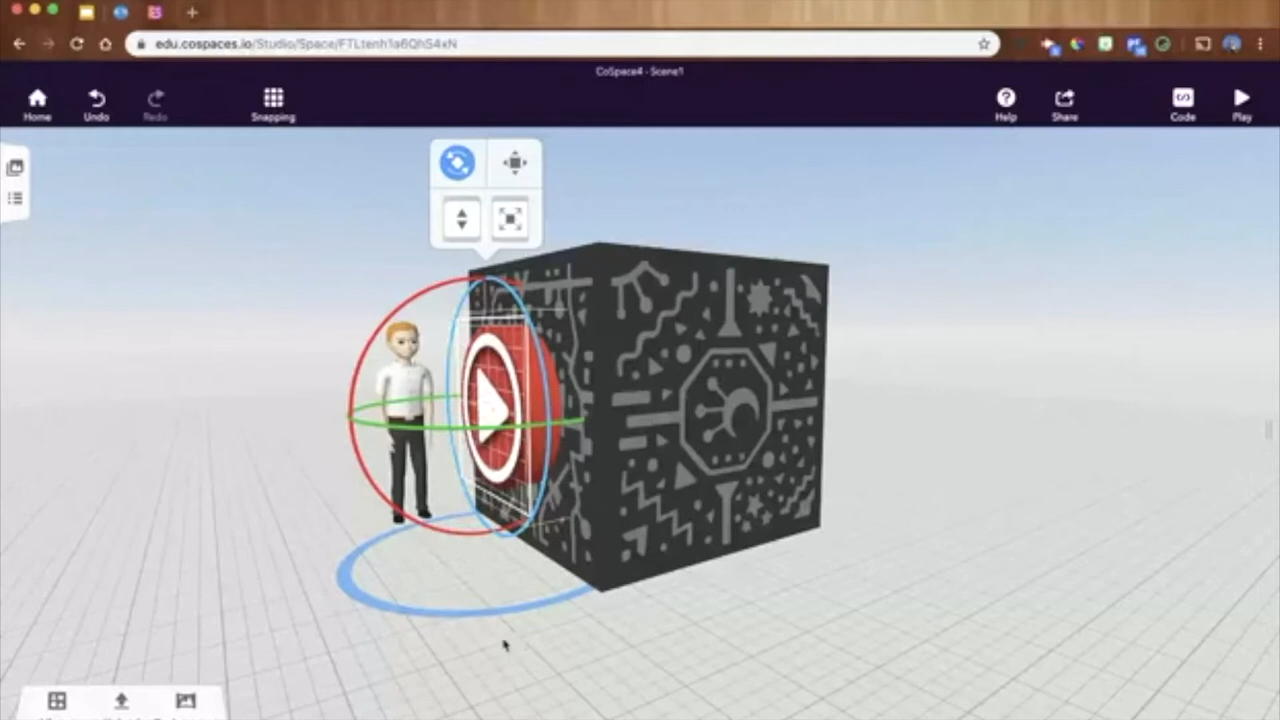 edu.cospaces.io/Studio/Space/FTLtenh1a6QhS4xN
CoSpace4 - Scene1
Home
Undo
Redo
Snapping
Help
Share
Code
Play